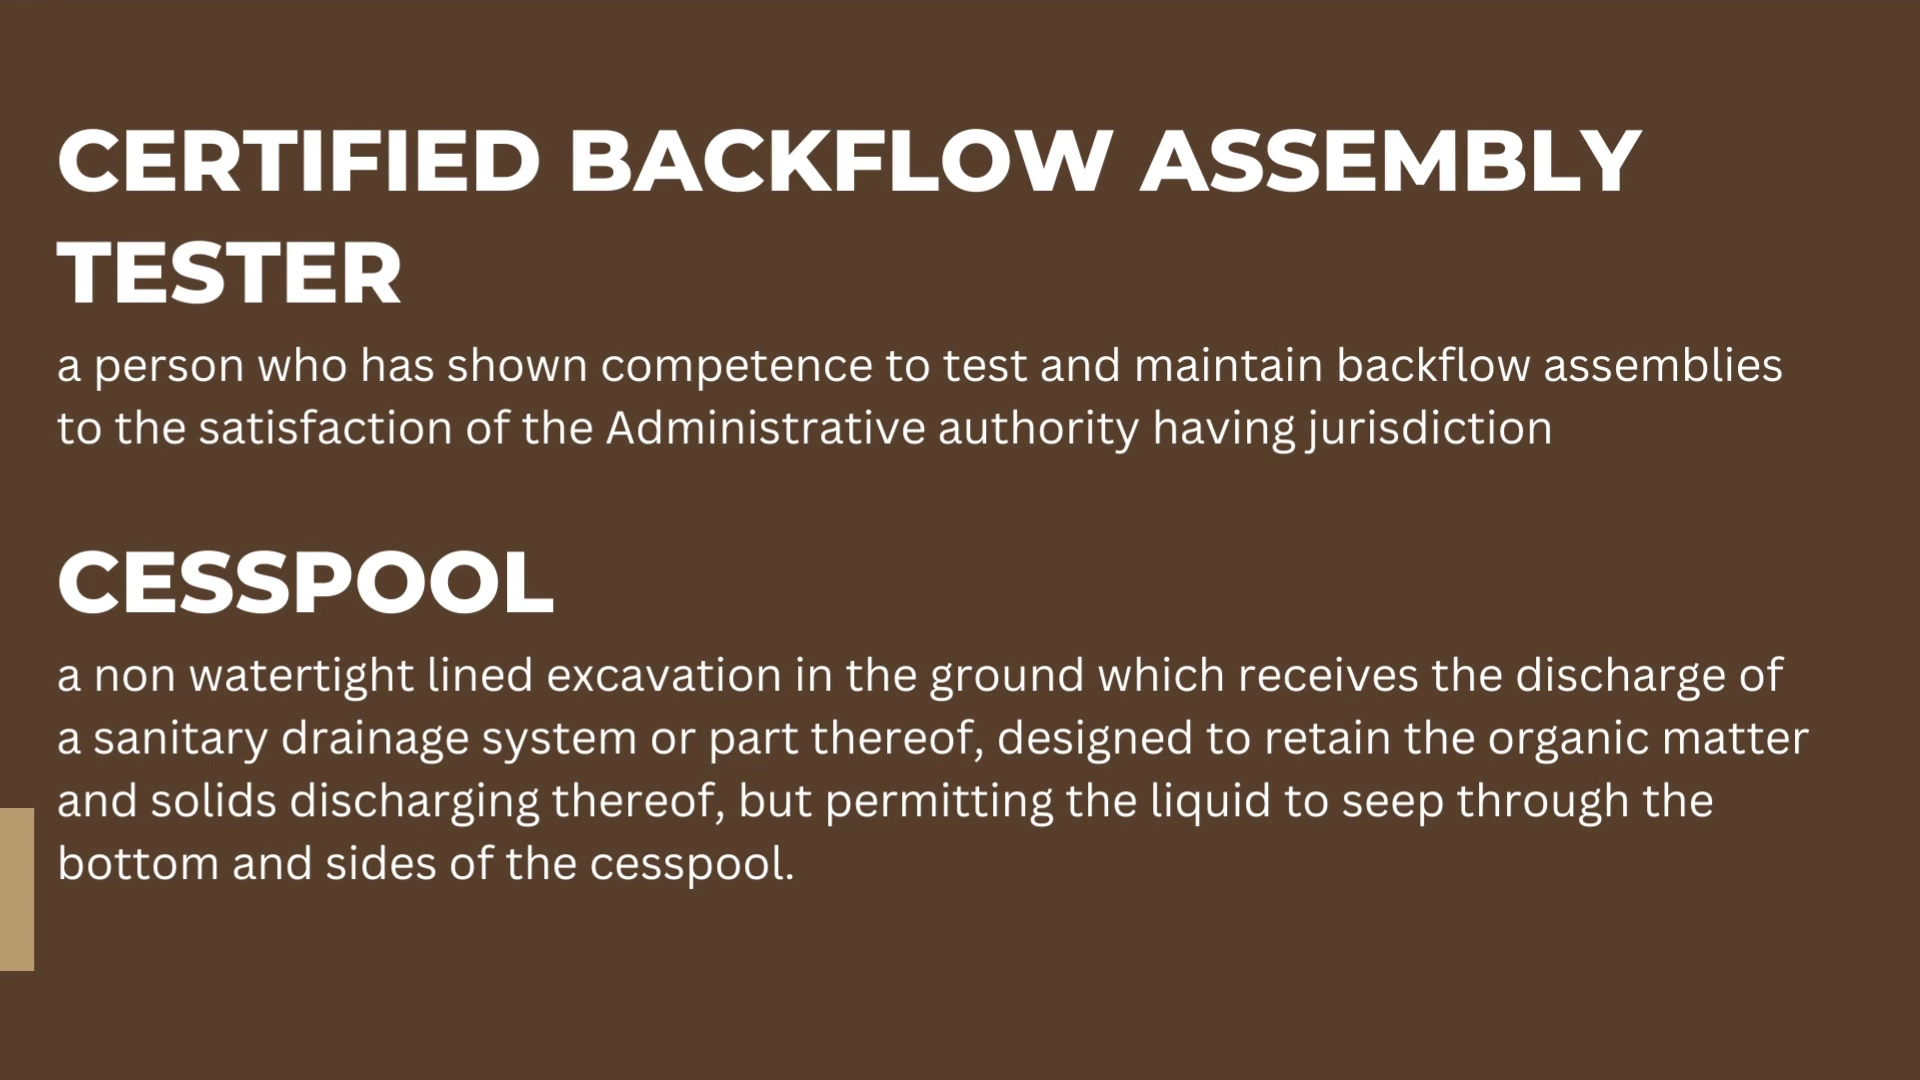 CERTIFIED BACKFLOW ASSEMBLY
TESTER
a person who has shown competence to test and maintain backflow assemblies
to the satisfaction of the Administrative authority having jurisdiction
CESSPOOL
a non watertight lined excavation in the ground which receives the discharge of
a sanitary drainage system or part thereof, designed to retain the organic matter
and solids discharging thereof, but permitting the liquid to seep through the
bottom and sides of the cesspool.